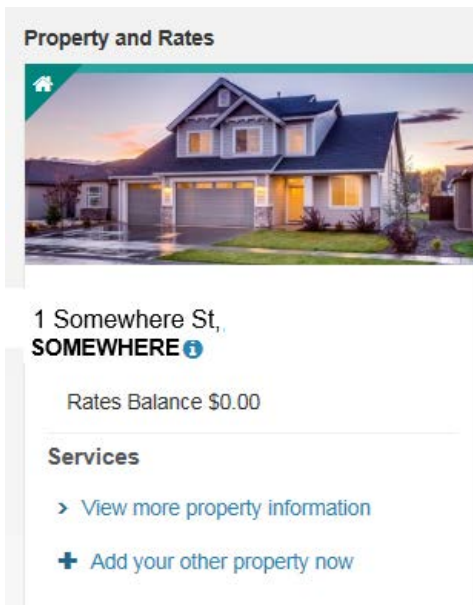 Property and Rates
1 Somewhere St,
SOMEWHERE
Rates Balance $0.00
Services
View more property information
Add your other property now